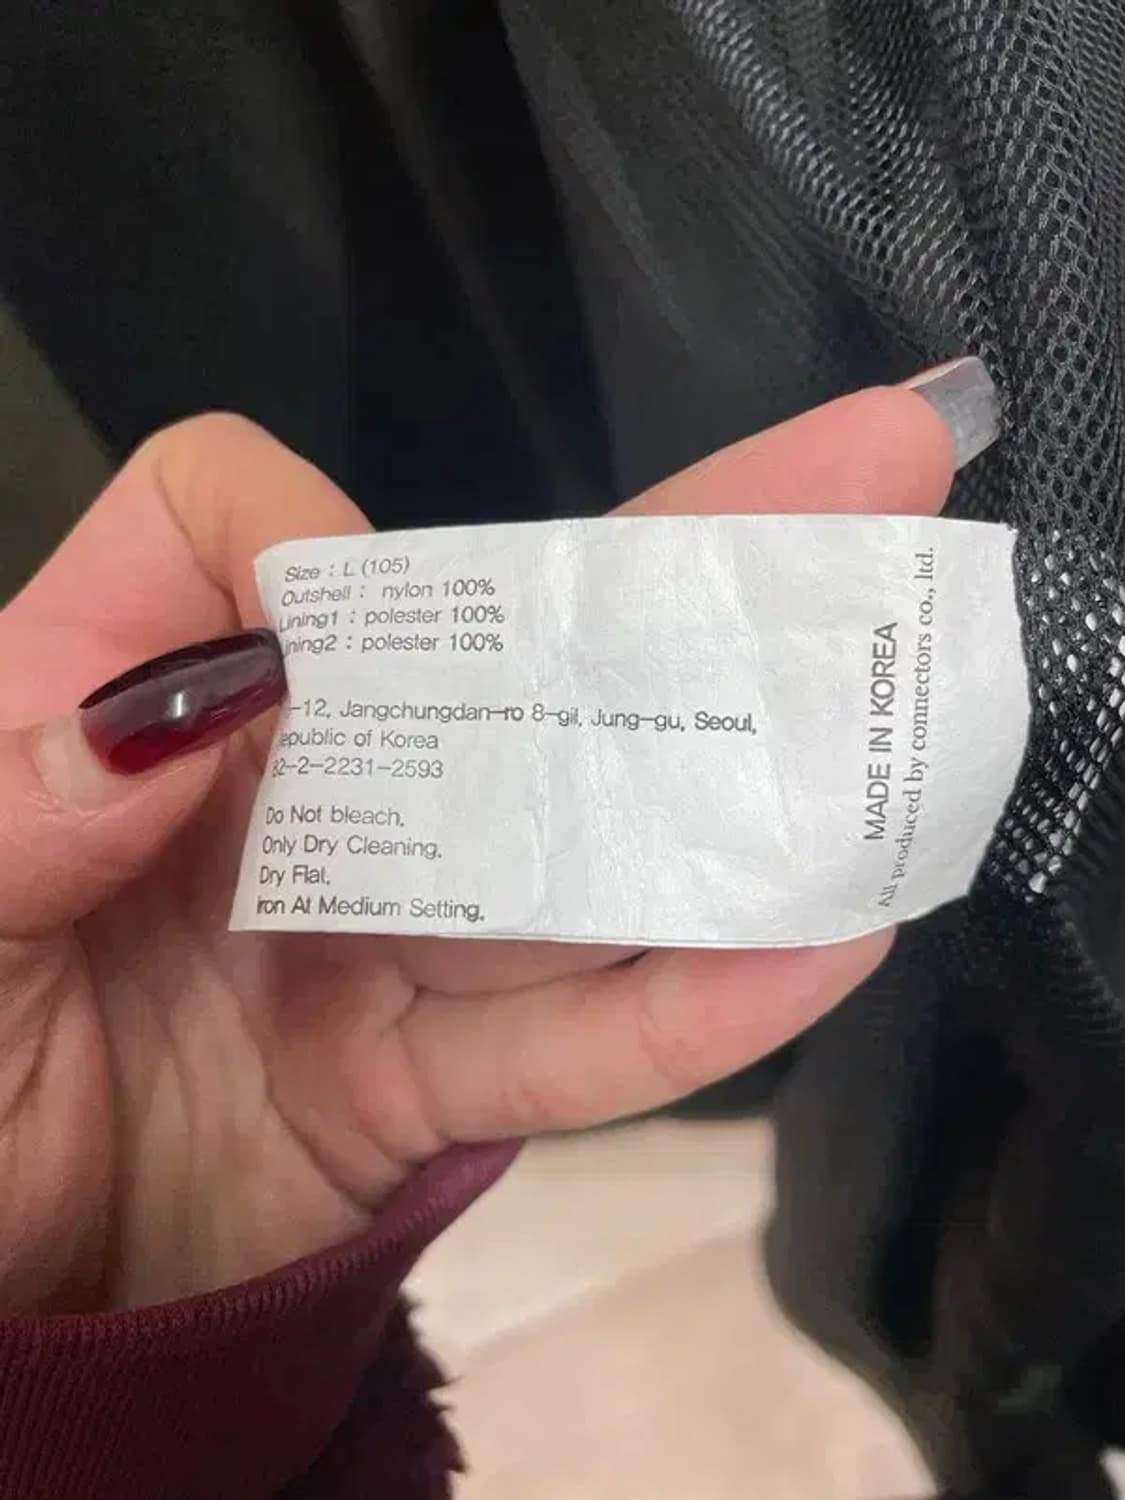 Size : L (105)
Outshell : nylon 100%
Lining1 : polester 100%
ining2 : polester 100%
-12, Jangchungdan-ro 8-gil, Jung-gu, Seoul,
epublic of Korea
82-2-2231-2593
Do Not bleach.
Only Dry Cleaning.
Dry Flat.
Iron At Medium Setting.
MADE IN KOREA
All produced by connectors co., ltd.